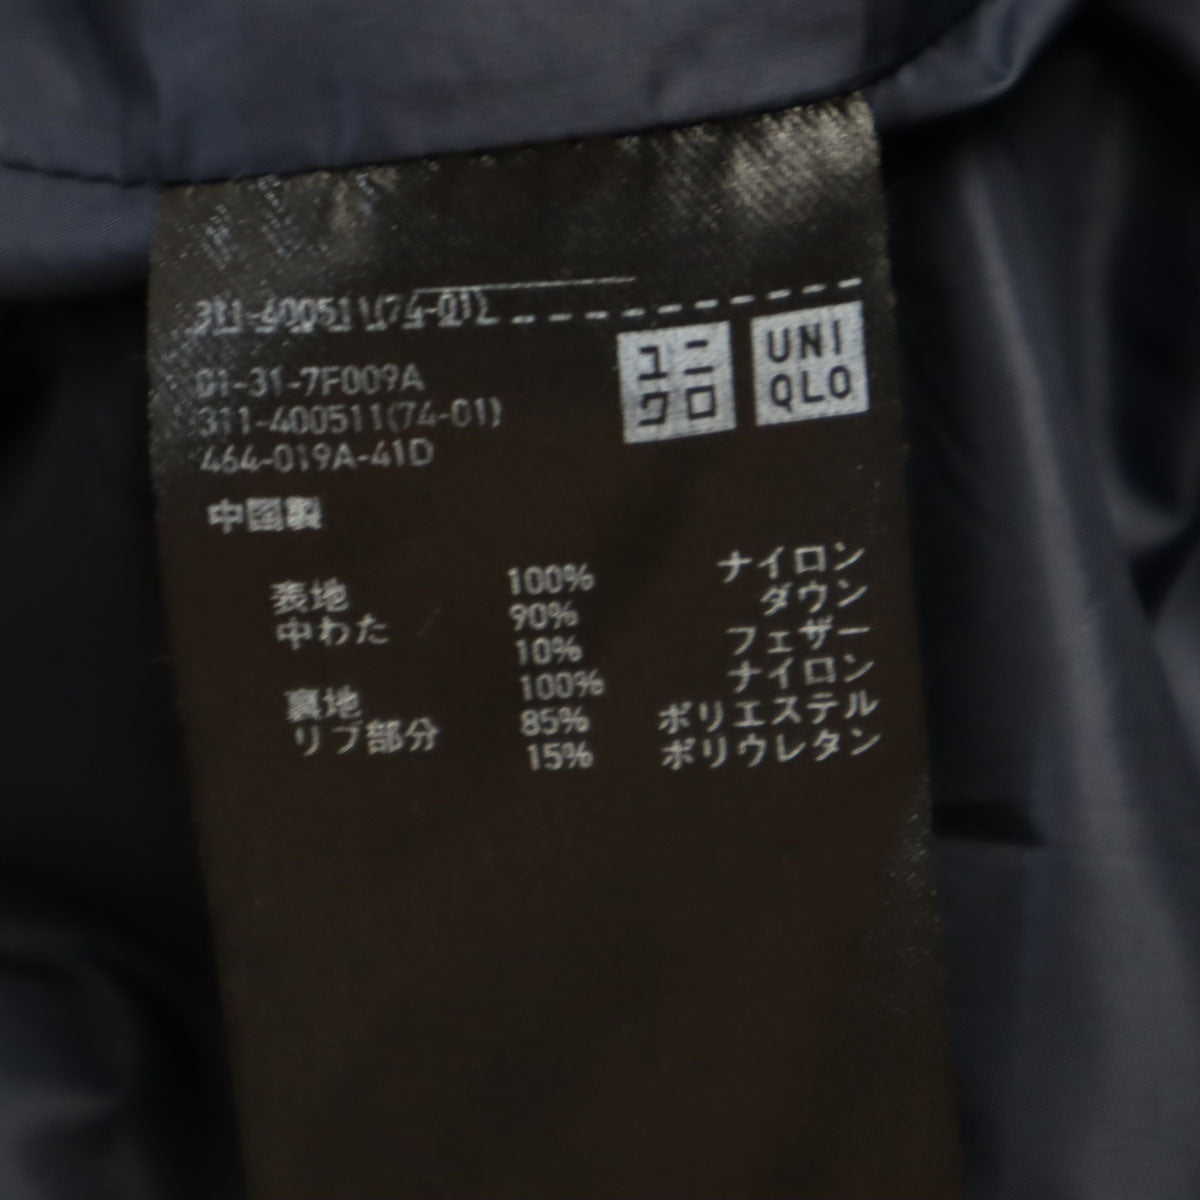 311-400511(74-01)
ユニ
クロ
UNI
QLO
01-31-7F009A
311-400511(74-01)
464-019A-41D
中国製
表地 100% ナイロン
中わた 90% ダウン
10% フェザー
裏地 100% ナイロン
リブ部分 85% ポリエステル
15% ポリウレタン